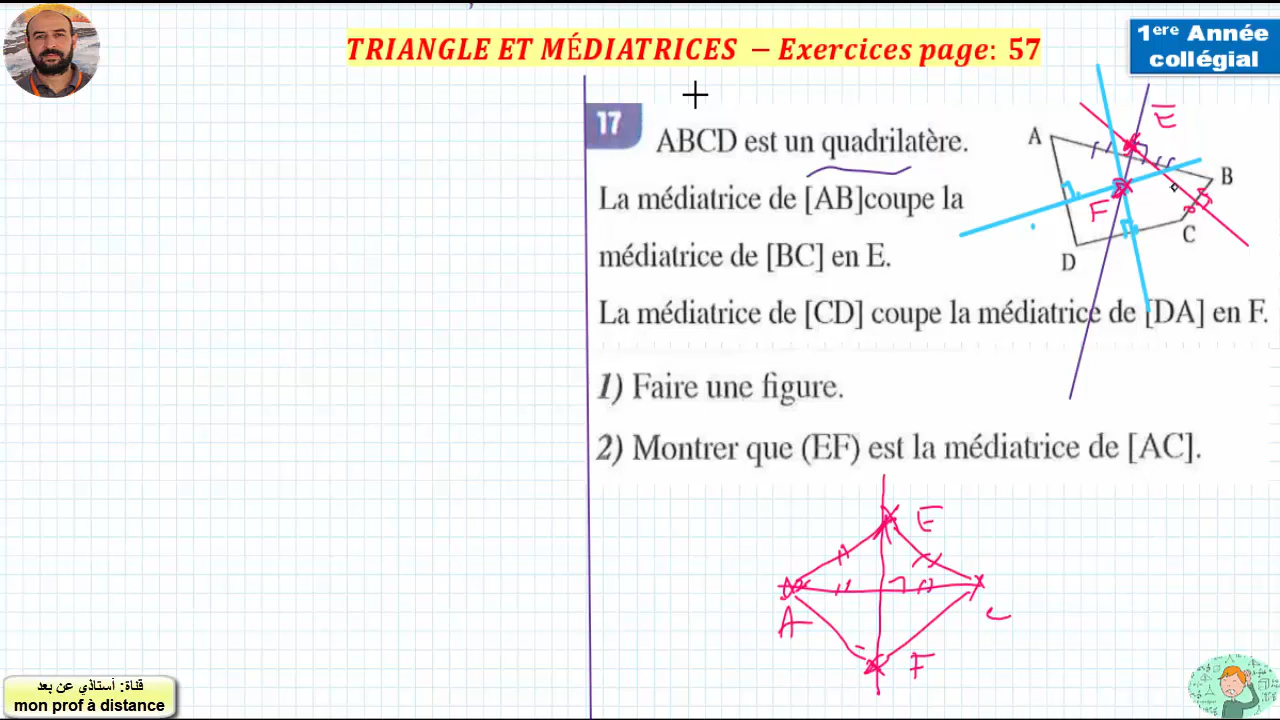 TRIANGLE ET MÉDIATRICES – Exercices page: 57
1ere Année
collégial
17
ABCD est un quadrilatère.
La médiatrice de [AB]coupe la
médiatrice de [BC] en E.
La médiatrice de [CD] coupe la médiatrice de [DA] en F.
1) Faire une figure.
2) Montrer que (EF) est la médiatrice de [AC].
A
E
B
F
C
D
E
A
C
F
قناة: أستاذي عن بعد
mon prof à distance